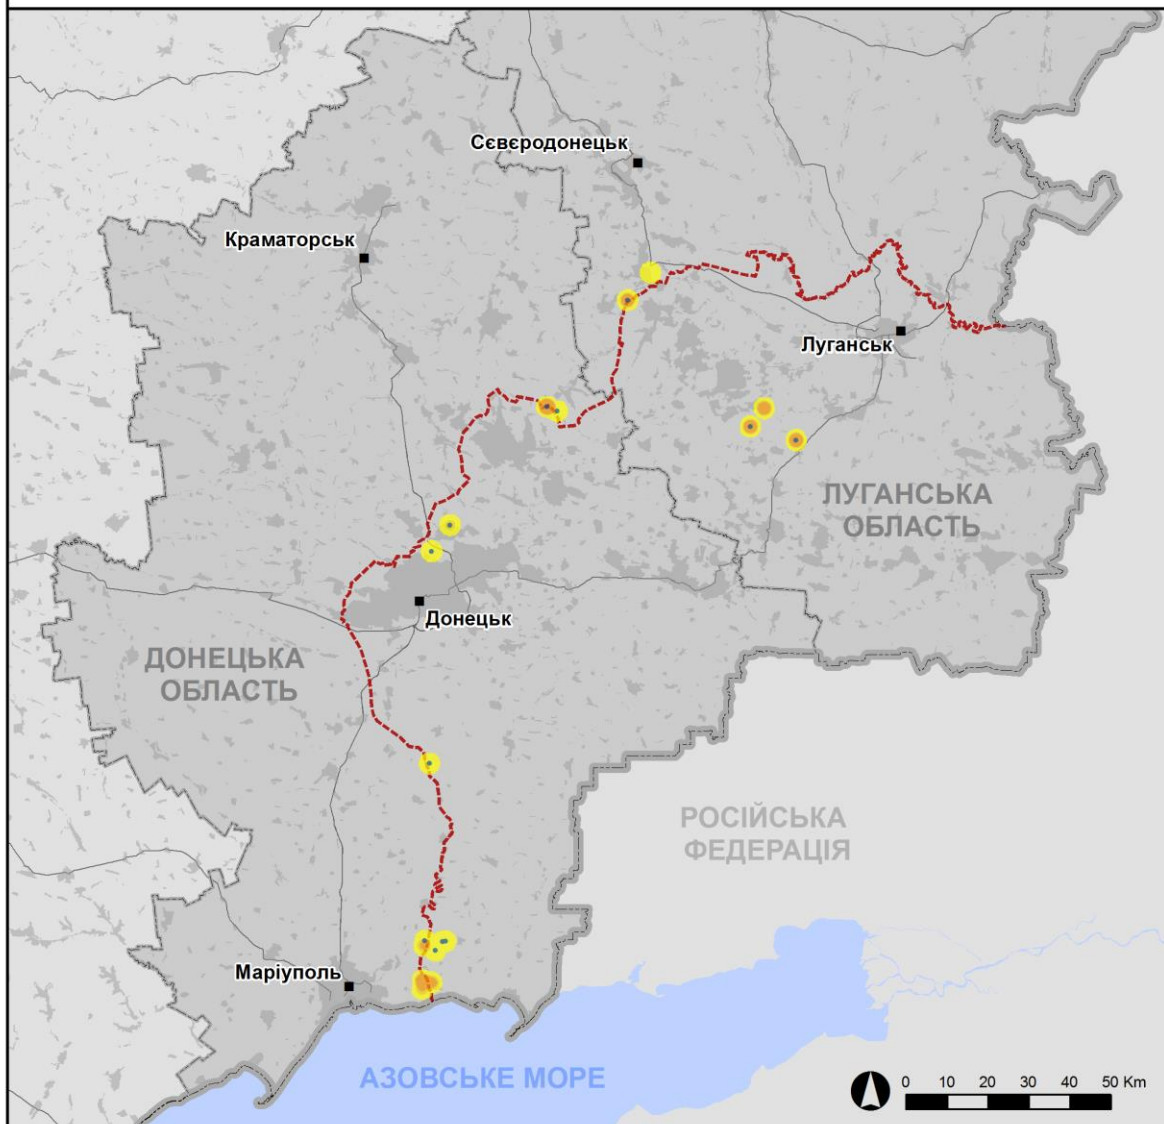 Сєвєродонецьк
Краматорськ
Луганськ
ЛУГАНСЬКА
ОБЛАСТЬ
Донецьк
ДОНЕЦЬКА
ОБЛАСТЬ
РОСІЙСЬКА
ФЕДЕРАЦІЯ
Маріуполь
АЗОВСЬКЕ МОРЕ
0 10 20 30 40 50 Km